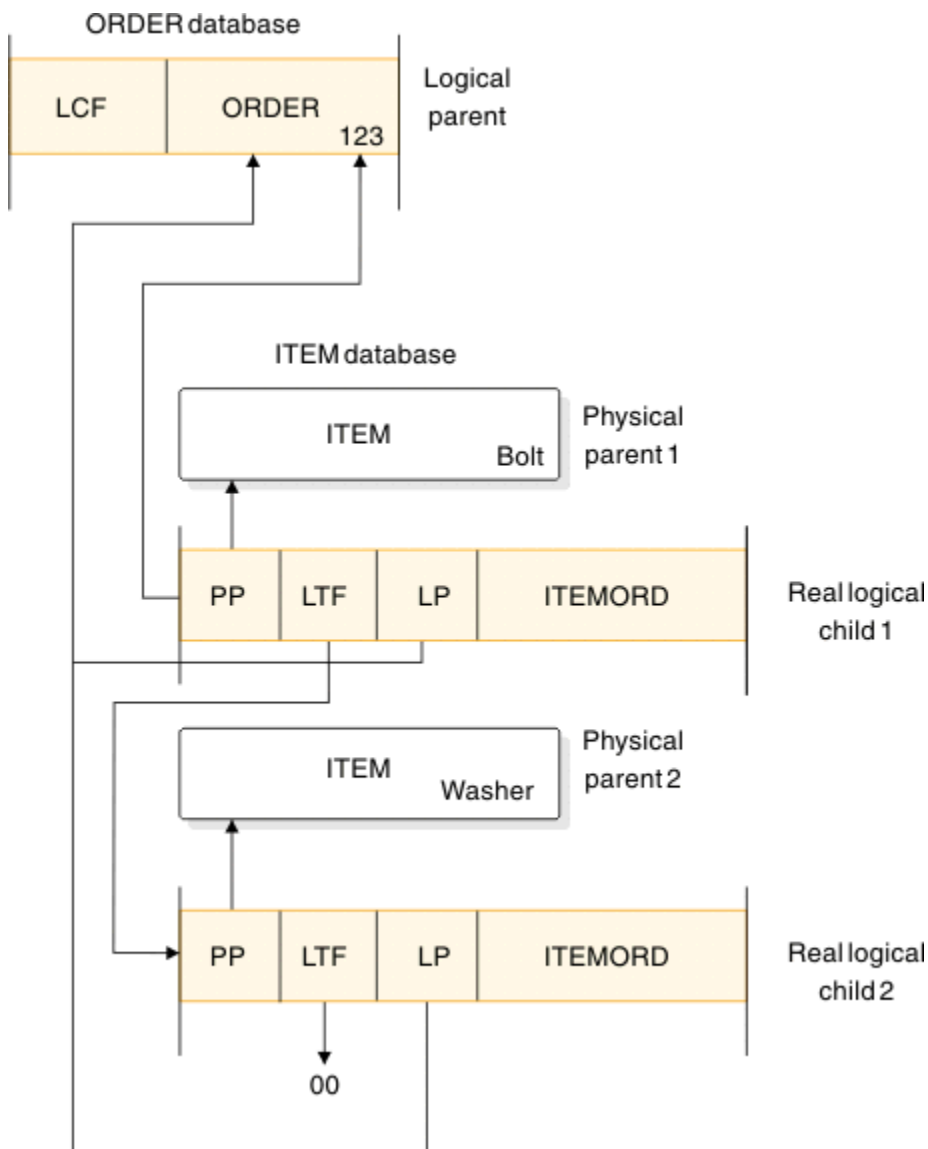 ORDER database
LCF
ORDER
123
Logical
parent
ITEM database
ITEM
Bolt
Physical
parent 1
PP
LTF
LP
ITEMORD
Real logical
child 1
ITEM
Washer
Physical
parent 2
PP
LTF
LP
ITEMORD
Real logical
child 2
00